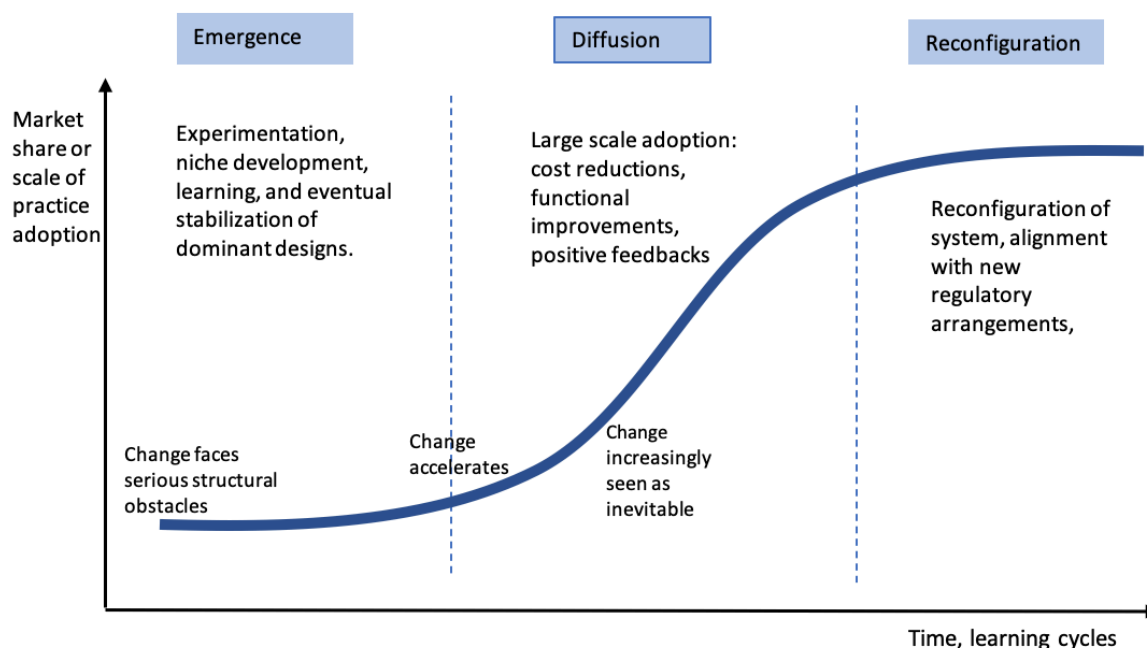 Emergence
Diffusion
Reconfiguration
Market
share or
scale of
practice
adoption
Experimentation,
niche development,
learning, and eventual
stabilization of
dominant designs.
Large scale adoption:
cost reductions,
functional
improvements,
positive feedbacks
Reconfiguration of
system, alignment
with new
regulatory
arrangements,
Change faces
serious structural
obstacles
Change
accelerates
Change
increasingly
seen as
inevitable
Time, learning cycles